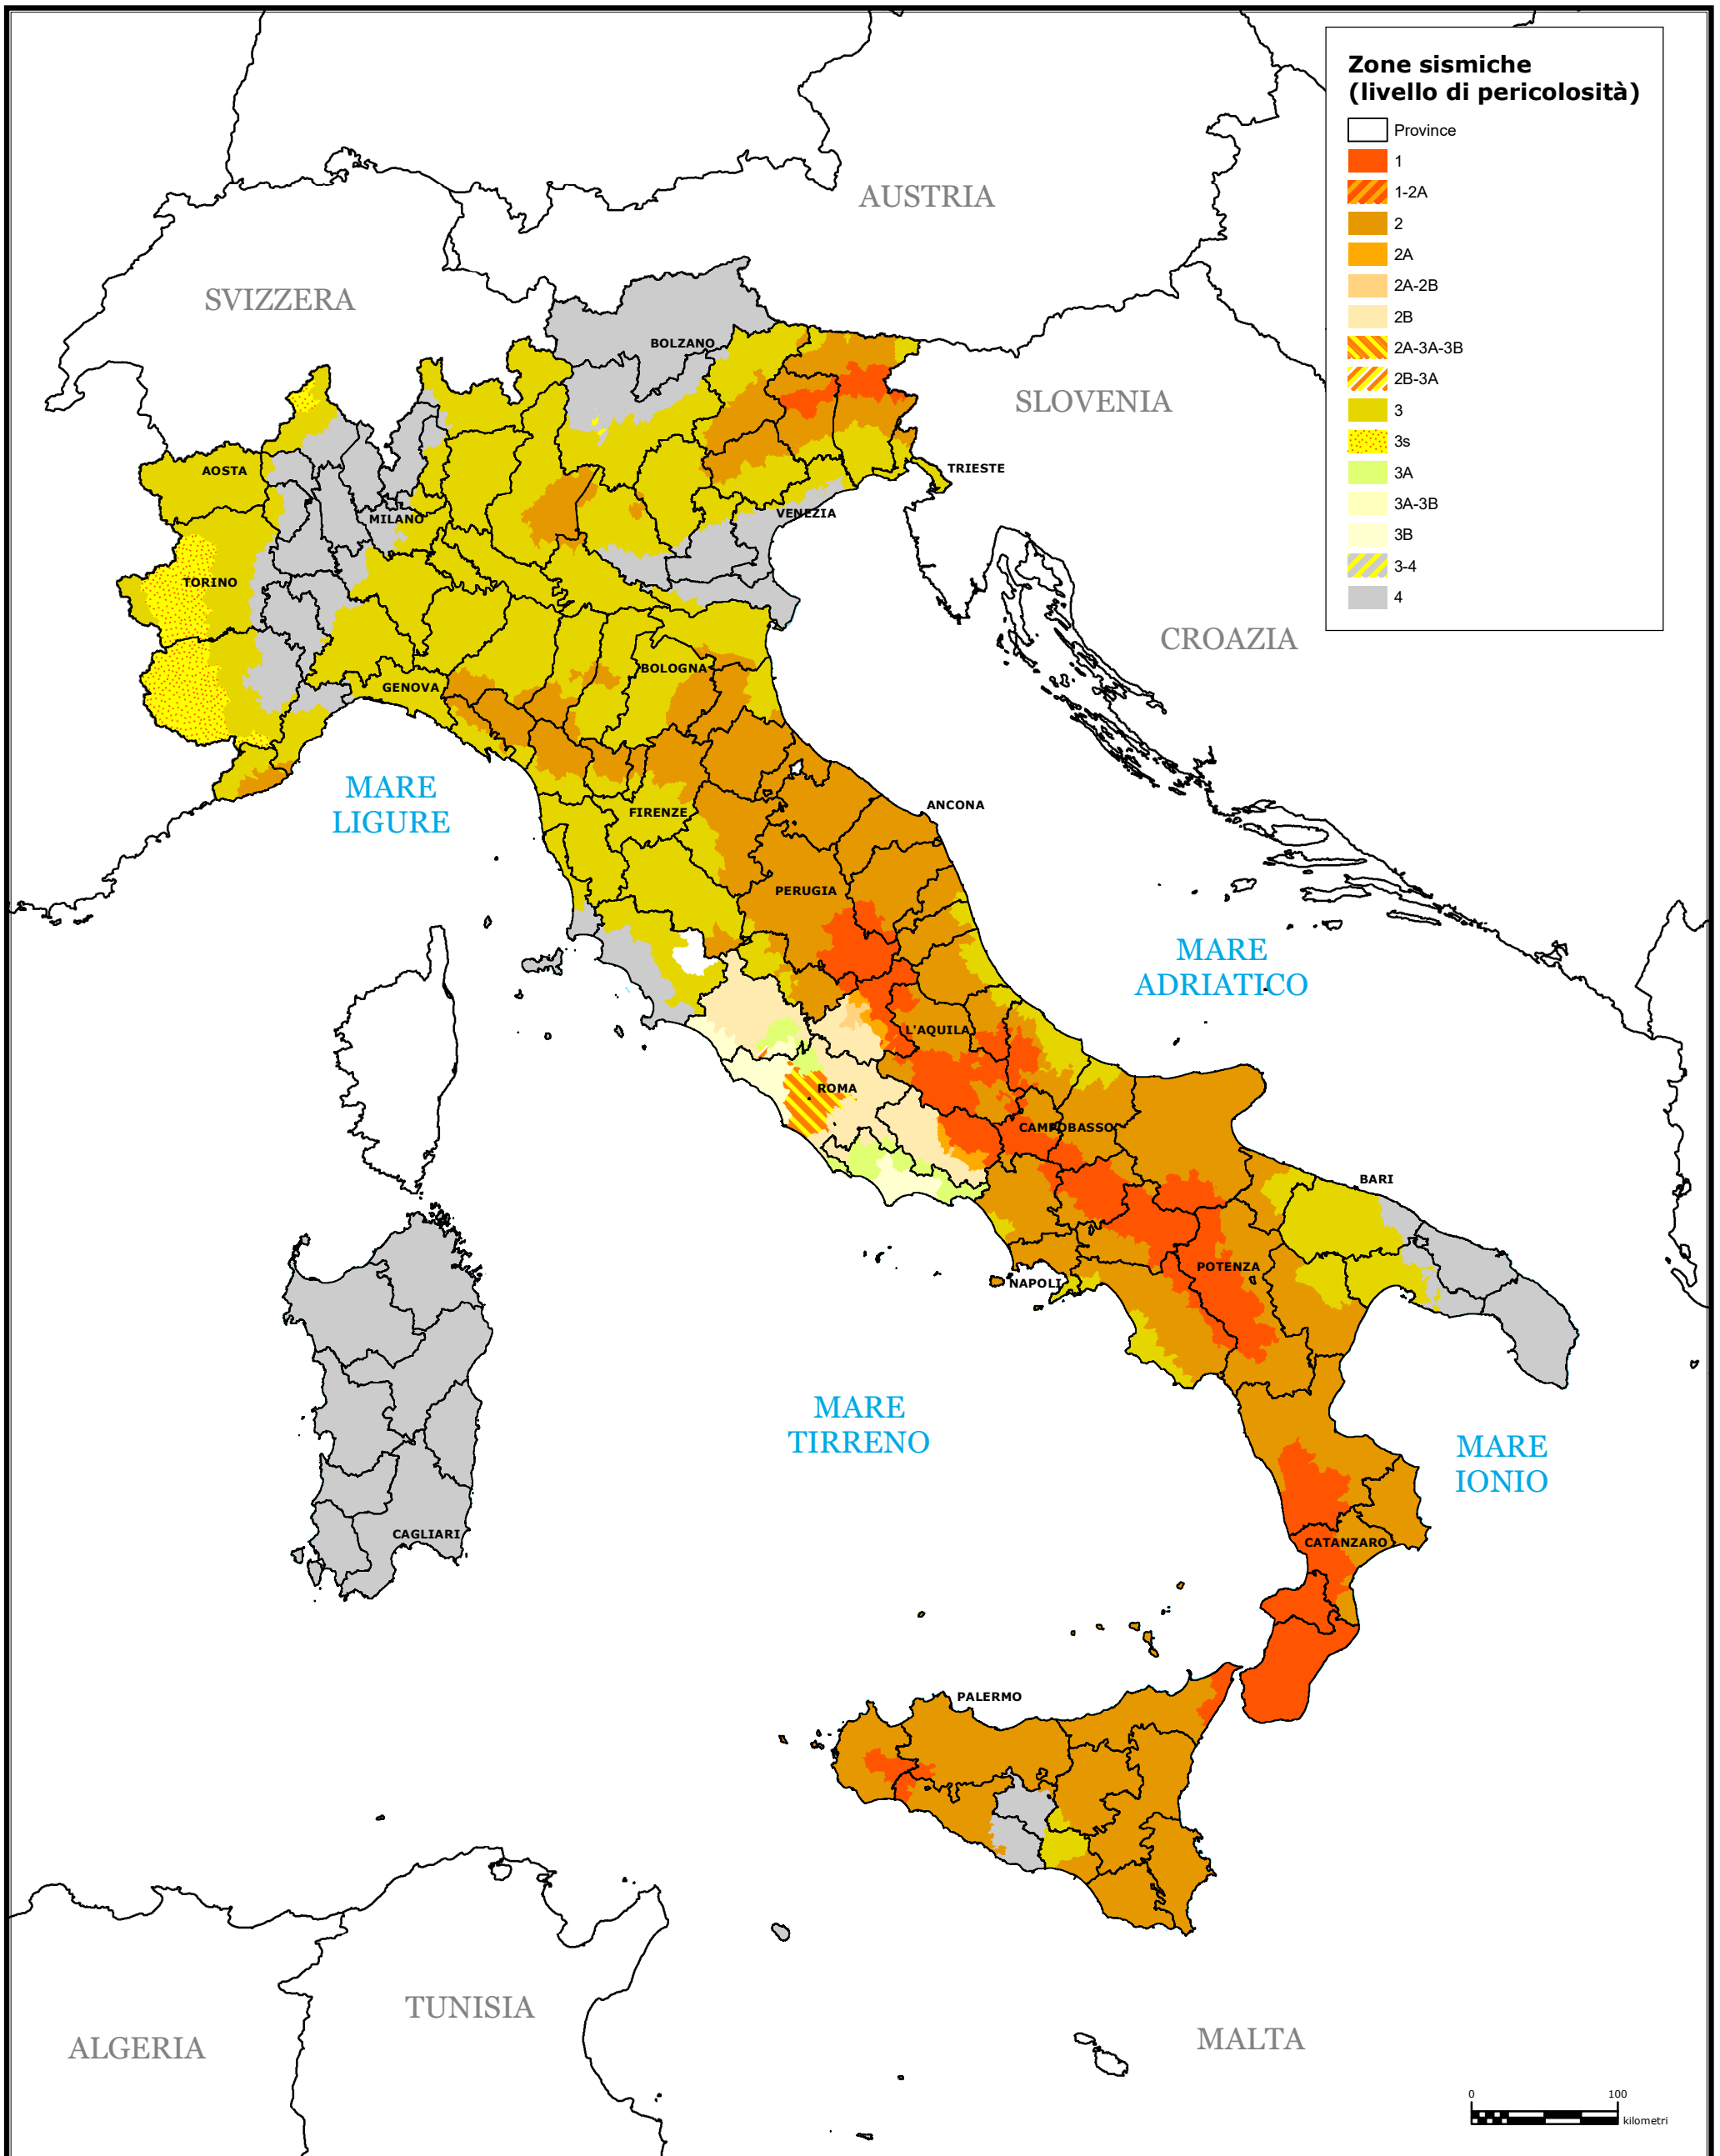 Zone sismiche
(livello di pericolosità)
Province
1
1-2A
2
2A
2A-2B
2B
2A-3A-3B
2B-3A
3
3s
3A
3A-3B
3B
3-4
4
AUSTRIA
SVIZZERA
BOLZANO
SLOVENIA
AOSTA
TRIESTE
MILANO
VENEZIA
TORINO
CROAZIA
BOLOGNA
GENOVA
MARE
LIGURE
ANCONA
FIRENZE
PERUGIA
MARE
ADRIATICO
L'AQUILA
ROMA
CAMPOBASSO
BARI
POTENZA
NAPOLI
MARE
TIRRENO
MARE
IONIO
CAGLIARI
CATANZARO
PALERMO
TUNISIA
ALGERIA
MALTA
0 100
kilometri